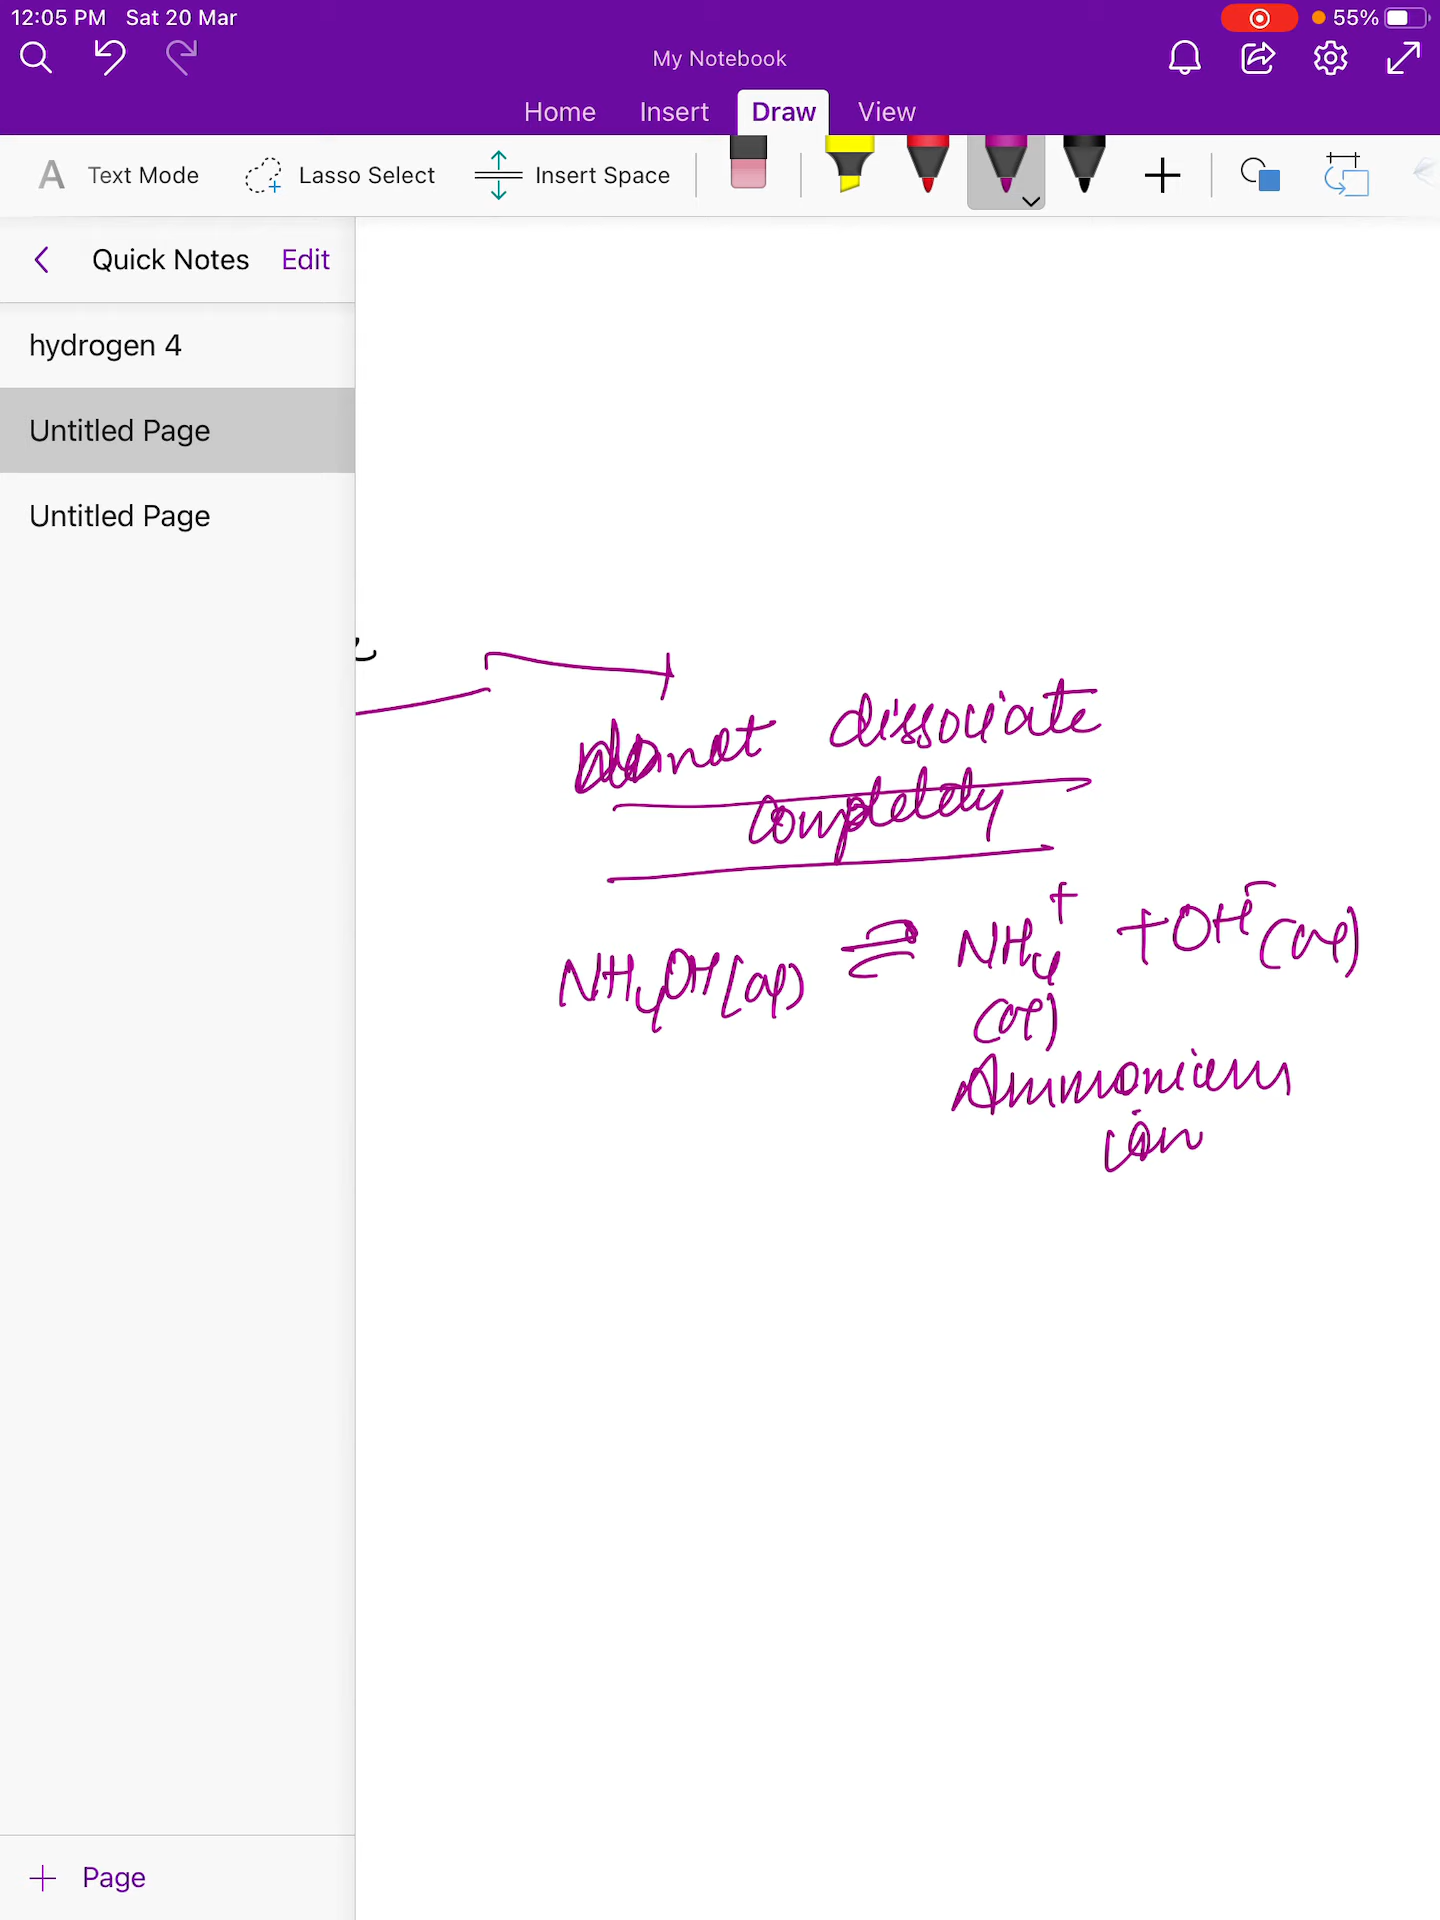 12:05 PM Sat 20 Mar 55%
My Notebook
Home Insert Draw View
A Text Mode Lasso Select Insert Space
Quick Notes Edit
hydrogen 4
Untitled Page
Untitled Page
do not dissociate
completely
NH₄OH(aq) ⇌ NH₄⁺ + OH⁻(aq)
(aq)
Ammonium
ion
+ Page